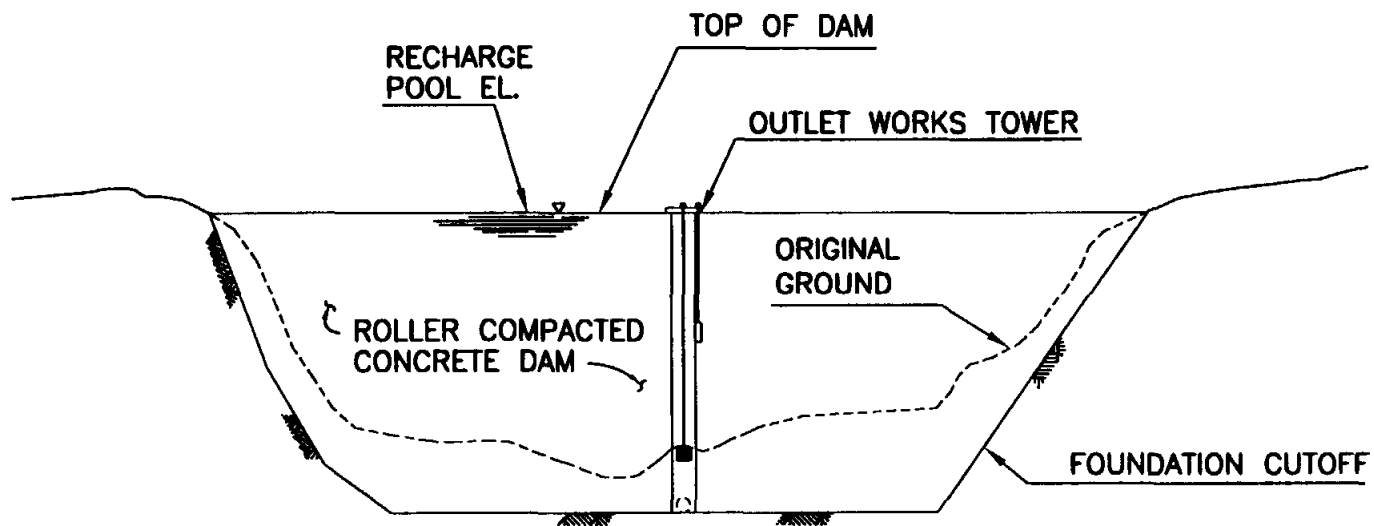 TOP OF DAM
RECHARGE
POOL EL.
OUTLET WORKS TOWER
ORIGINAL
GROUND
ROLLER COMPACTED
CONCRETE DAM
FOUNDATION CUTOFF